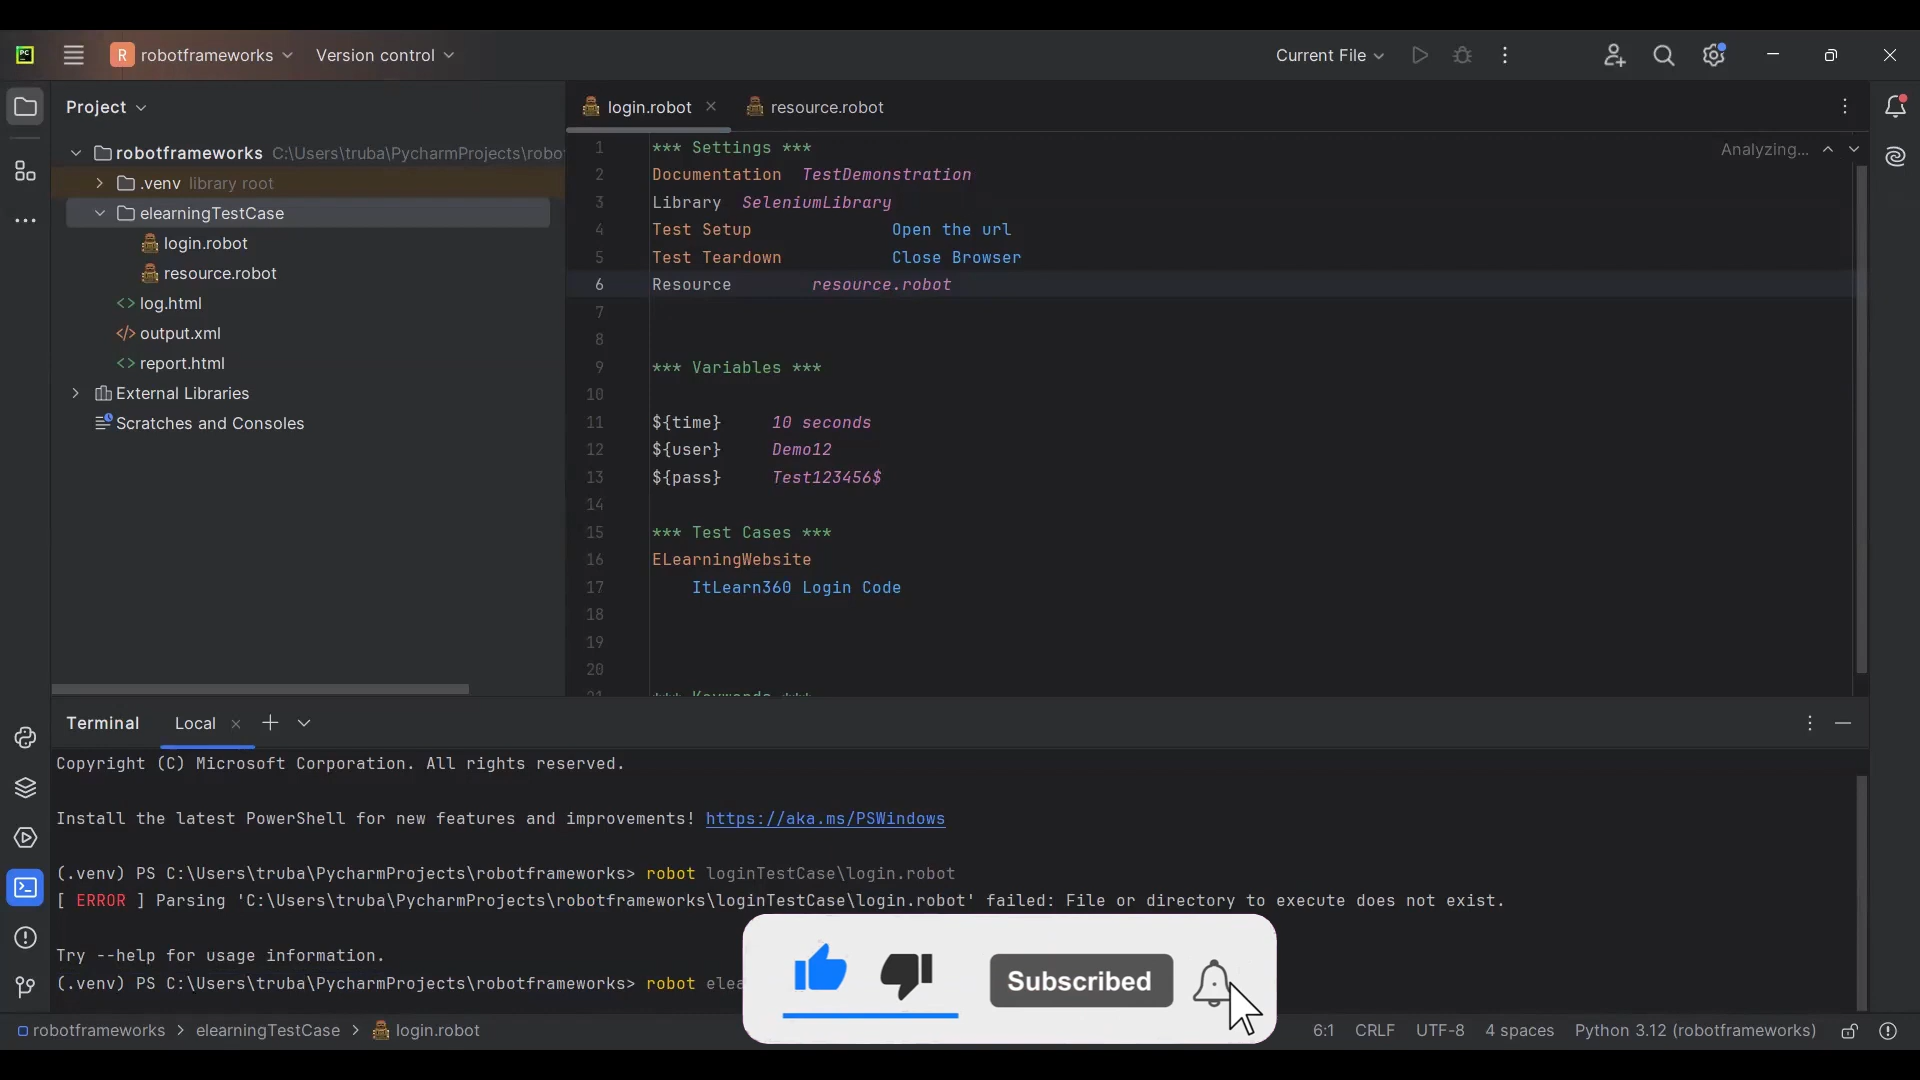 PC
R robotframeworks Version control Current File
Project
robotframeworks C:\Users\truba\PycharmProjects\robo
.venv library root
elearningTestCase
login.robot
resource.robot
log.html
output.xml
report.html
External Libraries
Scratches and Consoles
login.robot resource.robot
1 *** Settings *** Analyzing...
2 Documentation TestDemonstration
3 Library SeleniumLibrary
4 Test Setup Open the url
5 Test Teardown Close Browser
6 Resource resource.robot
7
8
9 *** Variables ***
10
11 ${time} 10 seconds
12 ${user} Demo12
13 ${pass} Test123456$
14
15 *** Test Cases ***
16 ELearningWebsite
17 ItLearn360 Login Code
18
19
20
21 *** Keywords ***
Terminal Local
Copyright (C) Microsoft Corporation. All rights reserved.
Install the latest PowerShell for new features and improvements! https://aka.ms/PSWindows
(.venv) PS C:\Users\truba\PycharmProjects\robotframeworks> robot loginTestCase\login.robot
[ ERROR ] Parsing 'C:\Users\truba\PycharmProjects\robotframeworks\loginTestCase\login.robot' failed: File or directory to execute does not exist.
Try --help for usage information.
(.venv) PS C:\Users\truba\PycharmProjects\robotframeworks> robot elea
Subscribed
robotframeworks > elearningTestCase > login.robot 6:1 CRLF UTF-8 4 spaces Python 3.12 (robotframeworks)